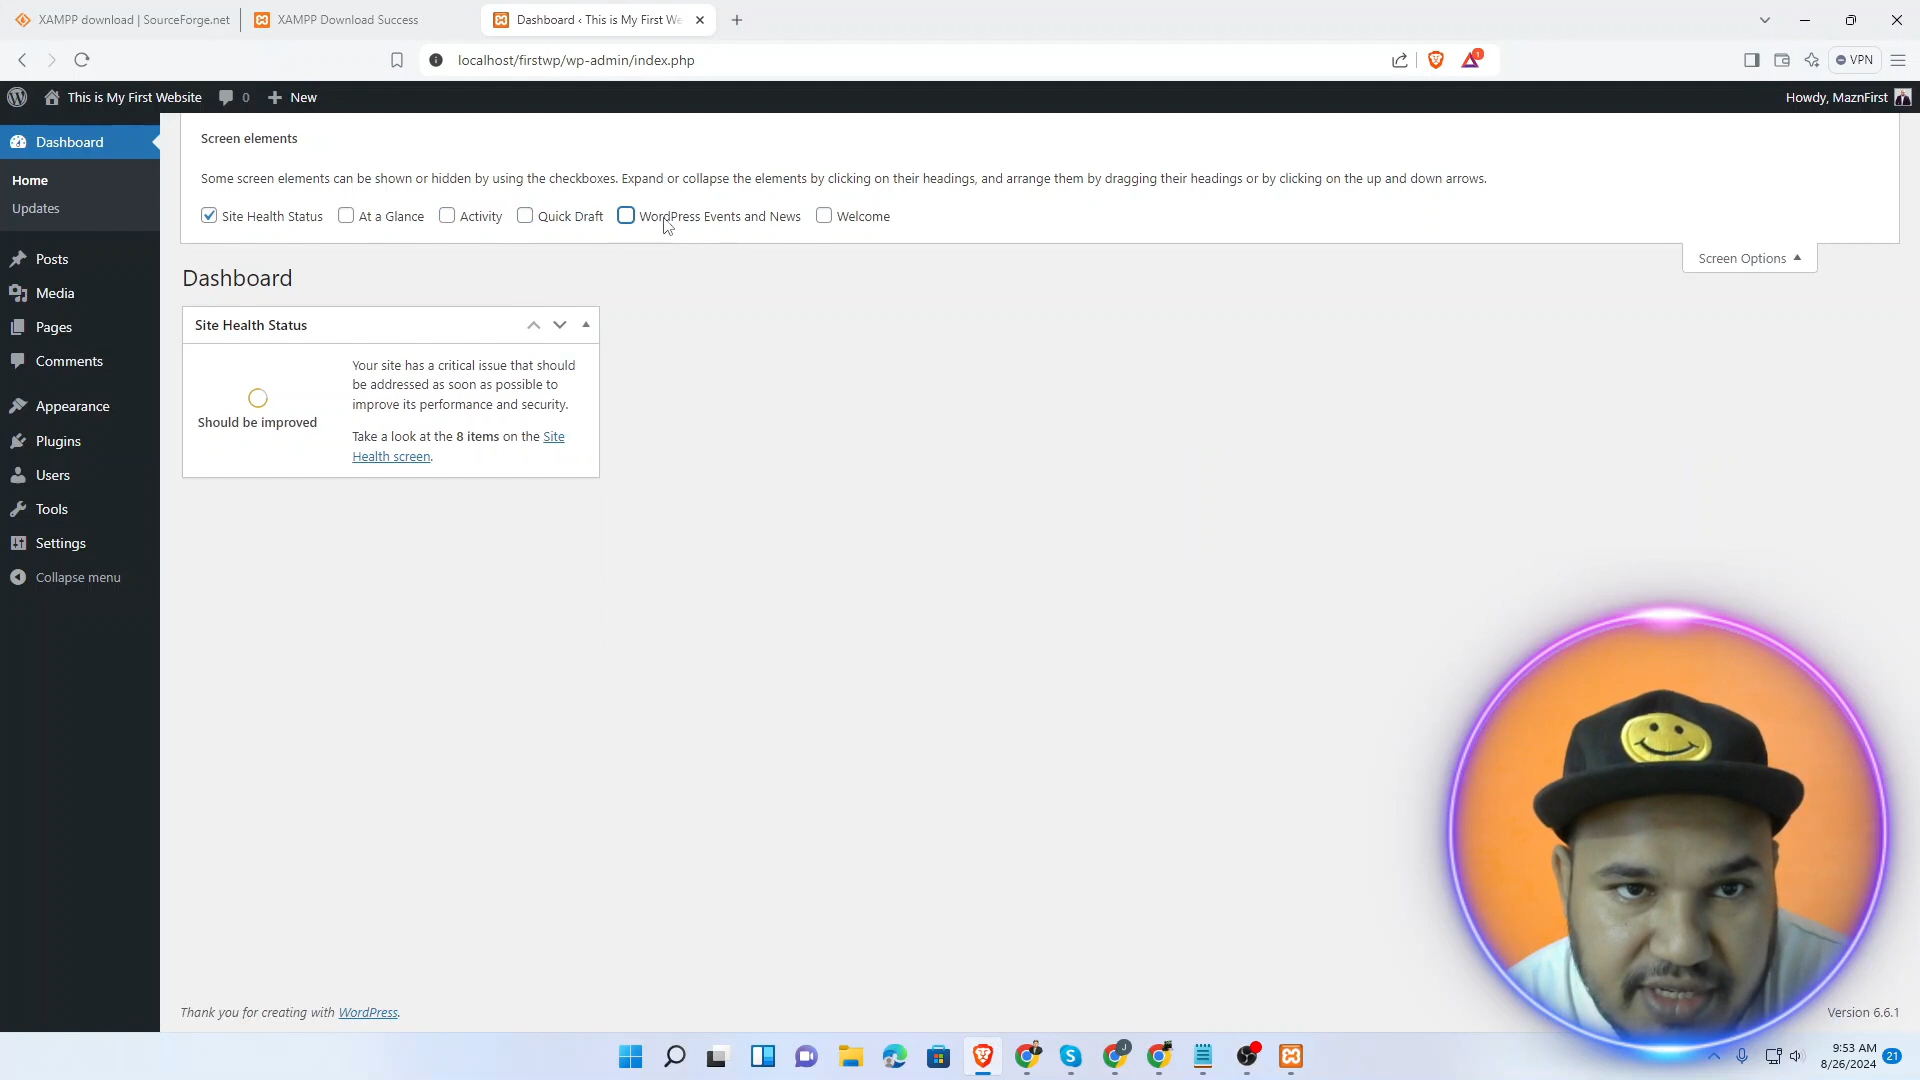 XAMPP download | SourceForge.net
XAMPP Download Success
Dashboard ‹ This is My First We
localhost/firstwp/wp-admin/index.php
1
VPN
This is My First Website
0
New
Howdy, MaznFirst
Dashboard
Home
Updates
Posts
Media
Pages
Comments
Appearance
Plugins
Users
Tools
Settings
Collapse menu
Screen elements
Some screen elements can be shown or hidden by using the checkboxes. Expand or collapse the elements by clicking on their headings, and arrange them by dragging their headings or by clicking on the up and down arrows.
Site Health Status At a Glance Activity Quick Draft WordPress Events and News Welcome
Screen Options
Dashboard
Site Health Status
Should be improved
Your site has a critical issue that should
be addressed as soon as possible to
improve its performance and security.
Take a look at the 8 items on the Site
Health screen.
Thank you for creating with WordPress.
Version 6.6.1
J
9:53 AM
8/26/2024
21